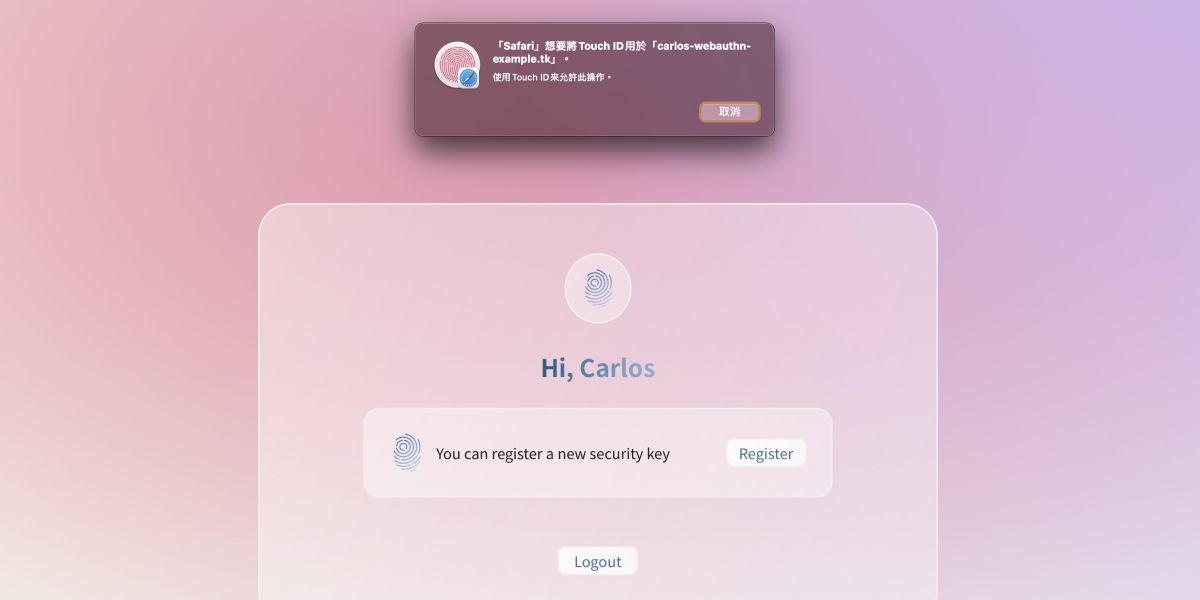 「Safari」想要將 Touch ID 用於「carlos-webauthn-
example.tk」。
使用 Touch ID 來允許此操作。
取消
Hi, Carlos
You can register a new security key
Register
Logout